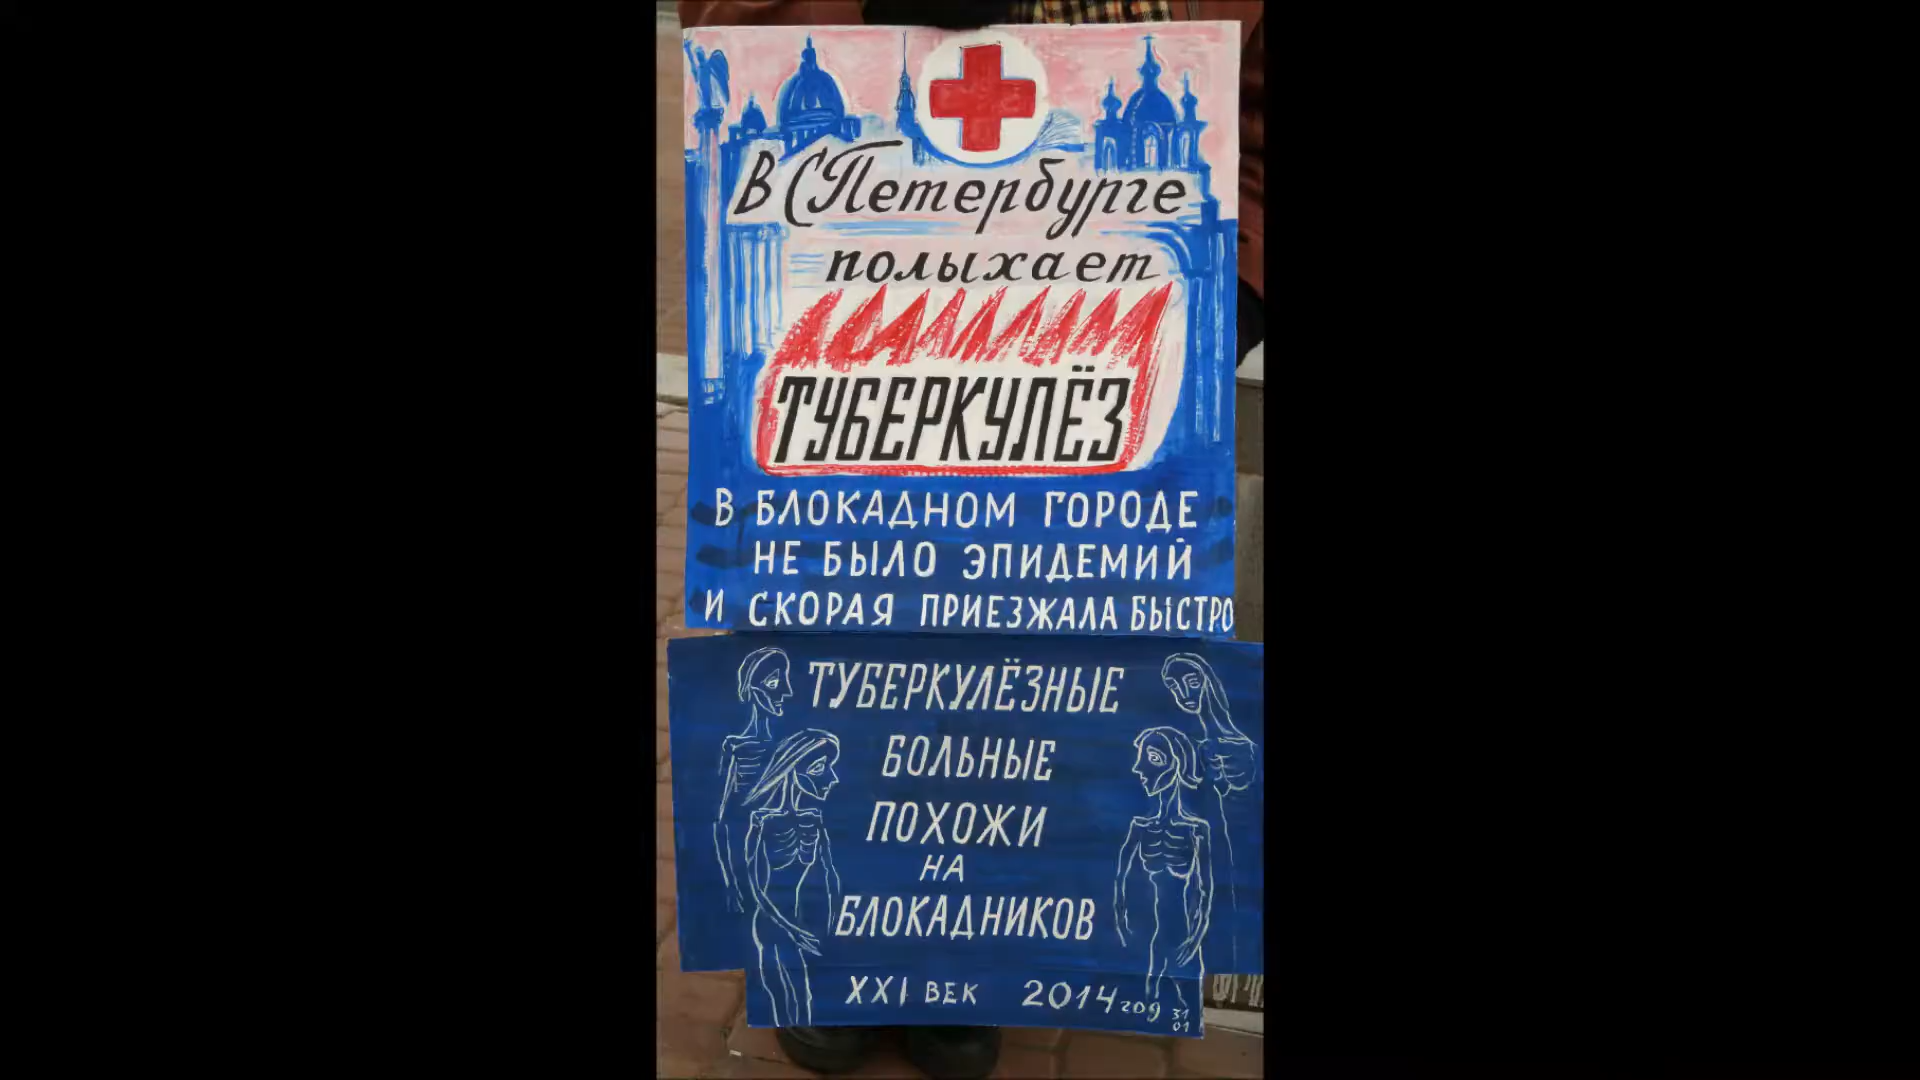 В СПетербурге
полыхает
ТУБЕРКУЛЁЗ
В БЛОКАДНОМ ГОРОДЕ
НЕ БЫЛО ЭПИДЕМИЙ
И СКОРАЯ ПРИЕЗЖАЛА БЫСТРО
ТУБЕРКУЛЁЗНЫЕ
БОЛЬНЫЕ
ПОХОЖИ
НА
БЛОКАДНИКОВ
XXI ВЕК 2014 год 31
01